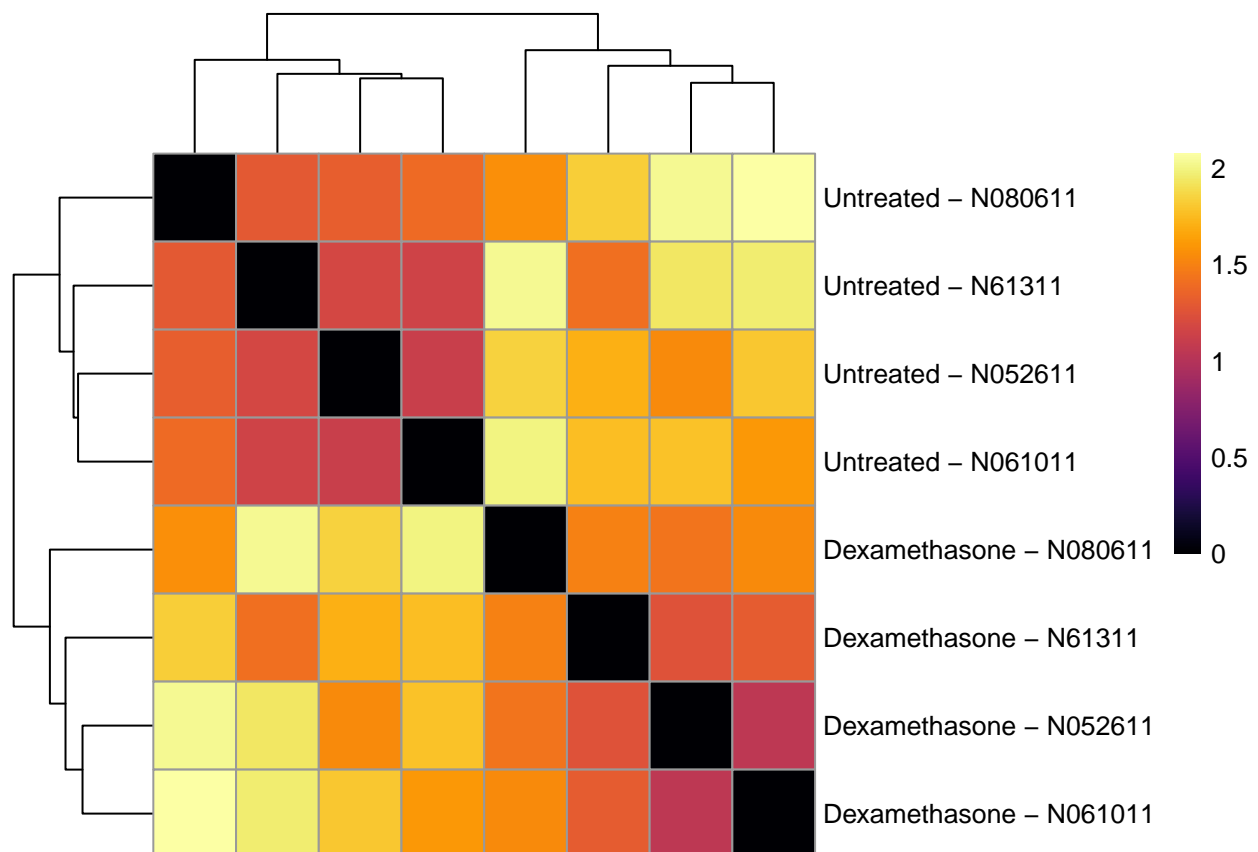 Untreated – N080611
Untreated – N61311
Untreated – N052611
Untreated – N061011
Dexamethasone – N080611
Dexamethasone – N61311
Dexamethasone – N052611
Dexamethasone – N061011
2
1.5
1
0.5
0